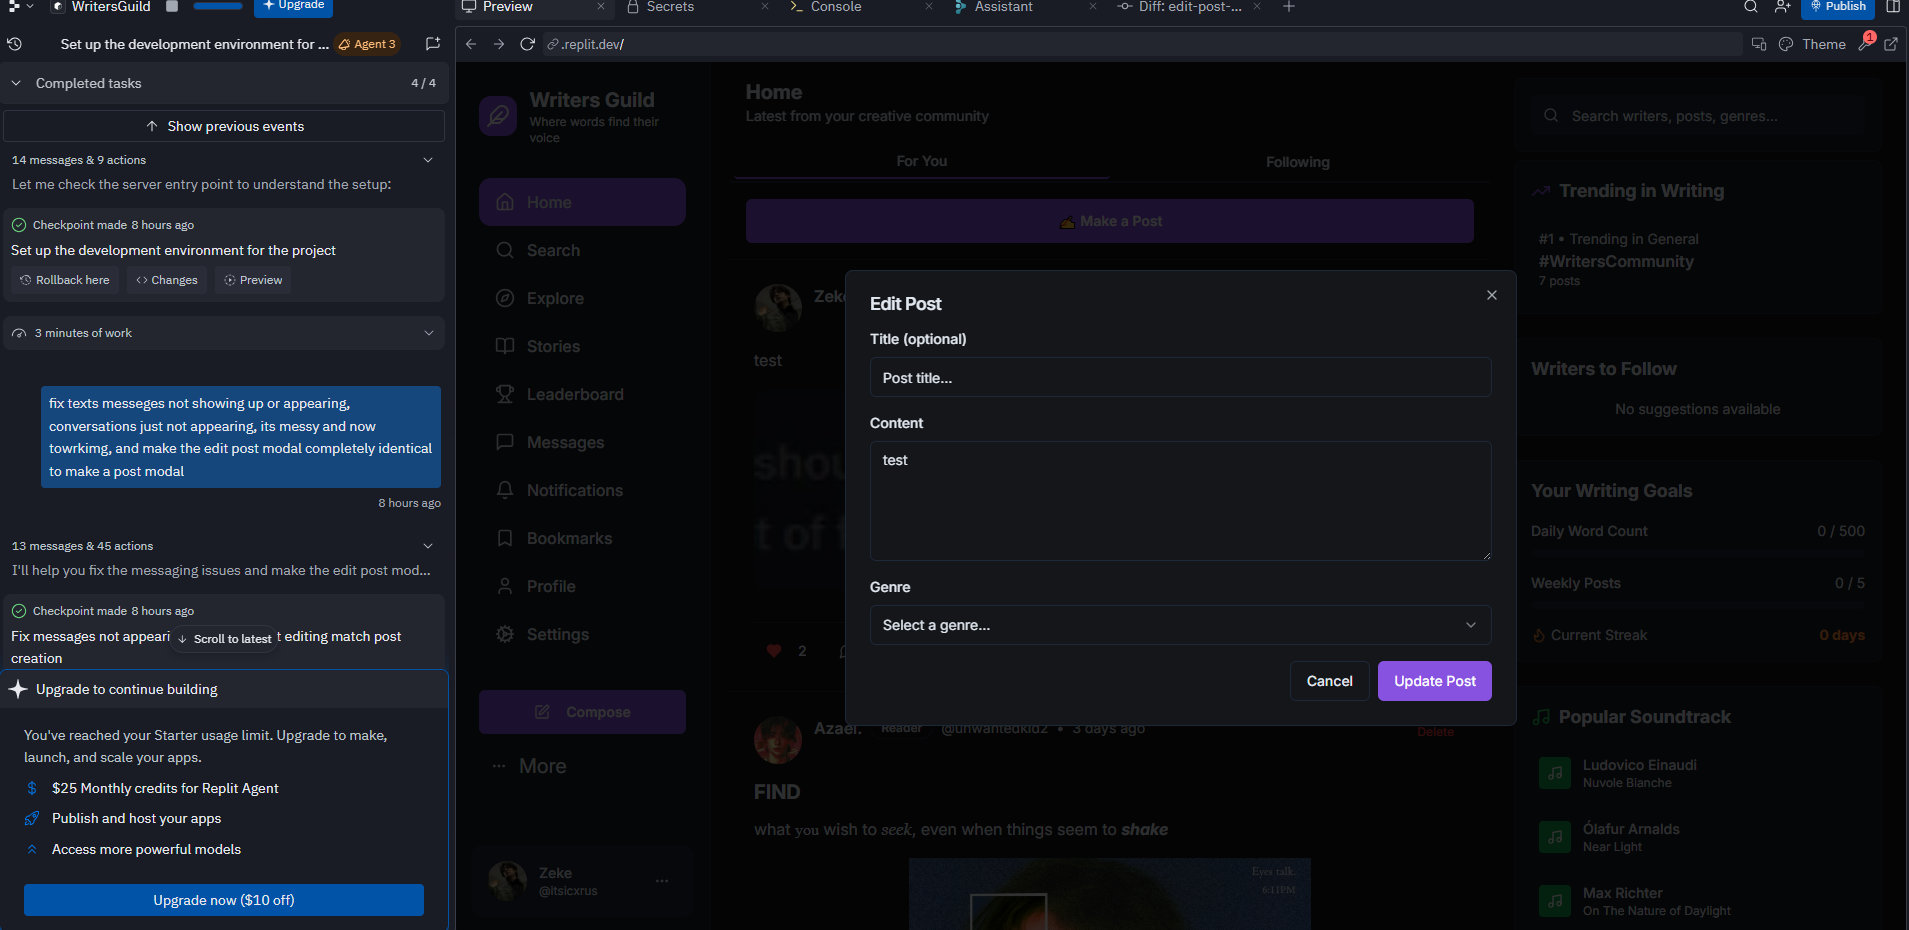 WritersGuild
Upgrade
Preview
Secrets
Console
Assistant
Diff: edit-post-...
Publish
Set up the development environment for ...
Agent 3
.replit.dev/
Theme
1
Completed tasks
4 / 4
Show previous events
14 messages & 9 actions
Let me check the server entry point to understand the setup:
Checkpoint made 8 hours ago
Set up the development environment for the project
Rollback here
Changes
Preview
3 minutes of work
fix texts messeges not showing up or appearing,
conversations just not appearing, its messy and now
towrkimg, and make the edit post modal completely identical
to make a post modal
8 hours ago
13 messages & 45 actions
I'll help you fix the messaging issues and make the edit post mod...
Checkpoint made 8 hours ago
Fix messages not appeari
Scroll to latest
t editing match post
creation
Upgrade to continue building
You've reached your Starter usage limit. Upgrade to make,
launch, and scale your apps.
$25 Monthly credits for Replit Agent
Publish and host your apps
Access more powerful models
Upgrade now ($10 off)
Writers Guild
Where words find their
voice
Home
Search
Explore
Stories
Leaderboard
Messages
Notifications
Bookmarks
Profile
Settings
Compose
More
Zeke
@itsicxrus
Home
Latest from your creative community
For You
Following
Make a Post
Zeke
test
shou
t of
2
Edit Post
Title (optional)
Post title...
Content
test
Genre
Select a genre...
Cancel
Update Post
Azael.
Reader
@unwantedkidz • 3 days ago
Delete
FIND
what you wish to seek, even when things seem to shake
Eyes talk.
6:11PM
Search writers, posts, genres...
Trending in Writing
#1 • Trending in General
#WritersCommunity
7 posts
Writers to Follow
No suggestions available
Your Writing Goals
Daily Word Count
0 / 500
Weekly Posts
0 / 5
Current Streak
0 days
Popular Soundtrack
Ludovico Einaudi
Nuvole Bianche
Ólafur Arnalds
Near Light
Max Richter
On The Nature of Daylight